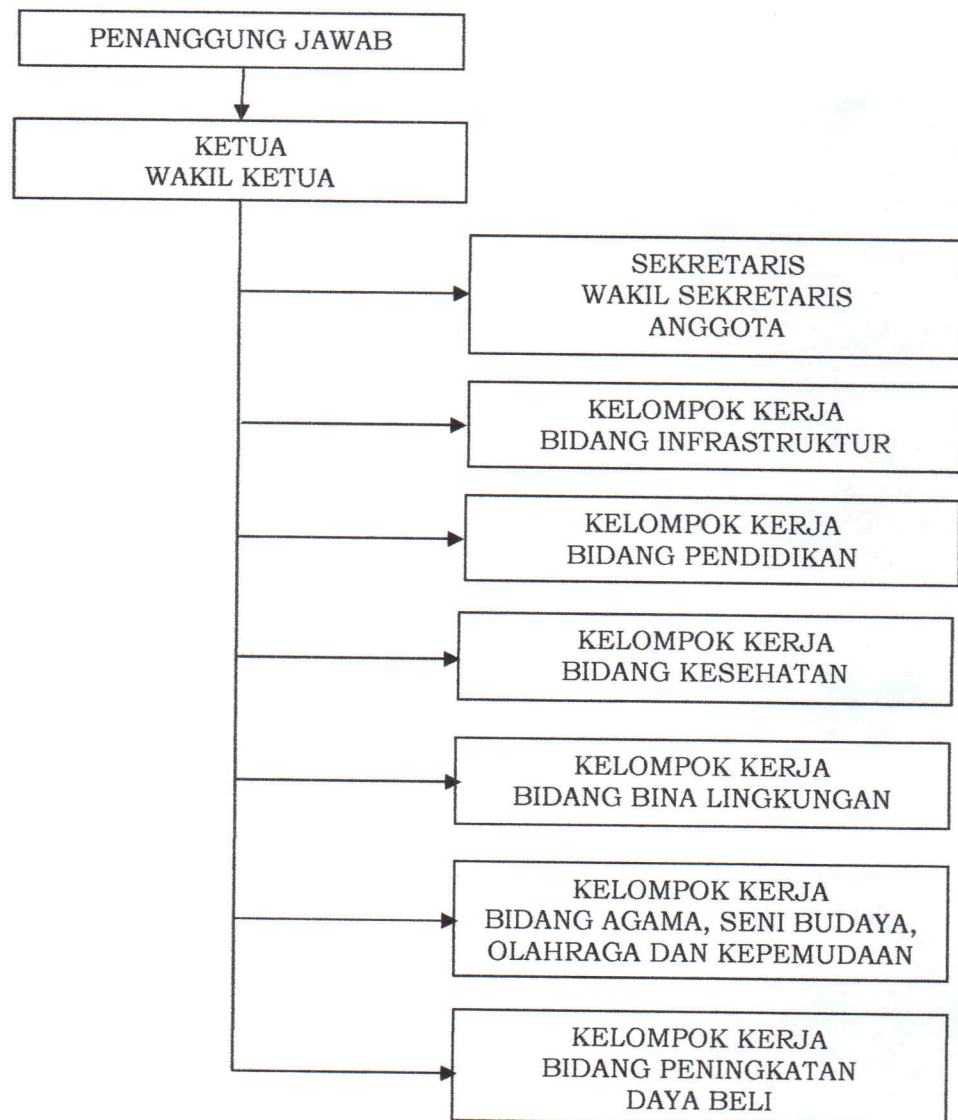 PENANGGUNG JAWAB
KETUA
WAKIL KETUA
SEKRETARIS
WAKIL SEKRETARIS
ANGGOTA
KELOMPOK KERJA
BIDANG INFRASTRUKTUR
KELOMPOK KERJA
BIDANG PENDIDIKAN
KELOMPOK KERJA
BIDANG KESEHATAN
KELOMPOK KERJA
BIDANG BINA LINGKUNGAN
KELOMPOK KERJA
BIDANG AGAMA, SENI BUDAYA,
OLAHRAGA DAN KEPEMUDAAN
KELOMPOK KERJA
BIDANG PENINGKATAN
DAYA BELI